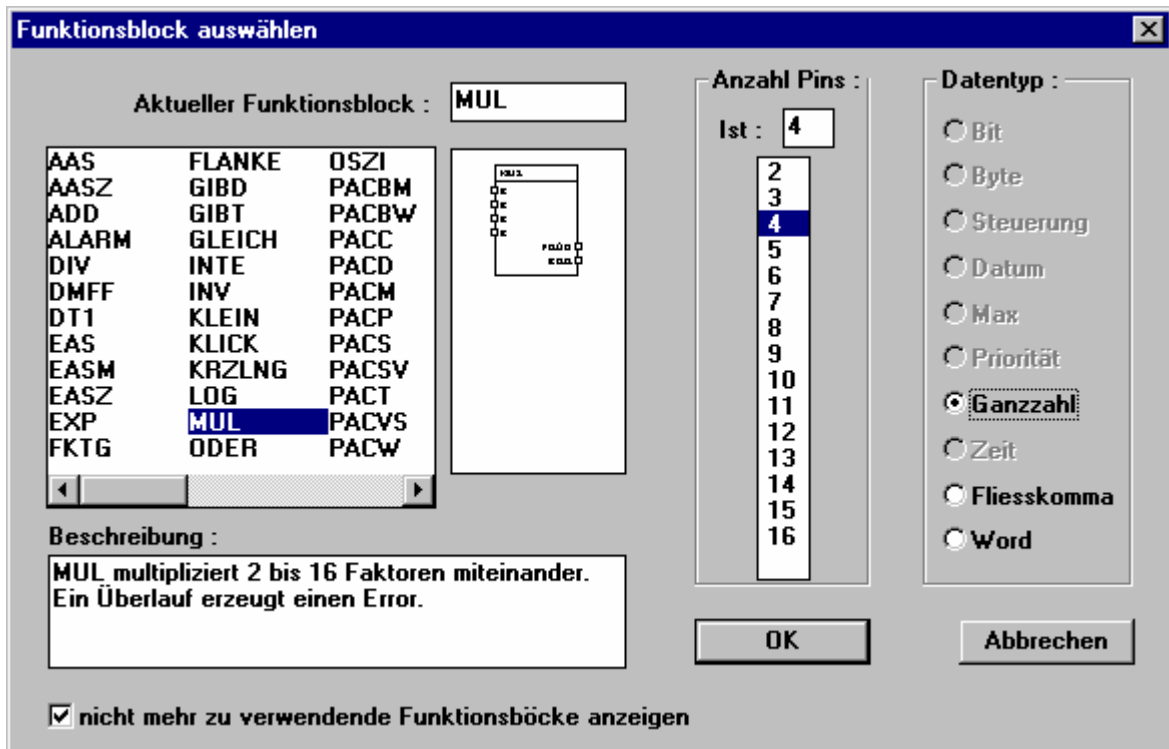 Funktionsblock auswählen
Aktueller Funktionsblock : MUL
AAS FLANKE OSZI
AASZ GIBD PACBM
ADD GIBT PACBW
ALARM GLEICH PACC
DIV INTE PACD
DMFF INV PACM
DT1 KLEIN PACP
EAS KLICK PACS
EASM KRZLNG PACSV
EASZ LOG PACT
EXP MUL PACVS
FKTG ODER PACW
MUL
Beschreibung :
MUL multipliziert 2 bis 16 Faktoren miteinander.
Ein Überlauf erzeugt einen Error.
nicht mehr zu verwendende Funktionsböcke anzeigen
Anzahl Pins :
Ist : 4
2
3
4
5
6
7
8
9
10
11
12
13
14
15
16
Datentyp :
Bit
Byte
Steuerung
Datum
Max
Priorität
Ganzzahl
Zeit
Fliesskomma
Word
OK
Abbrechen